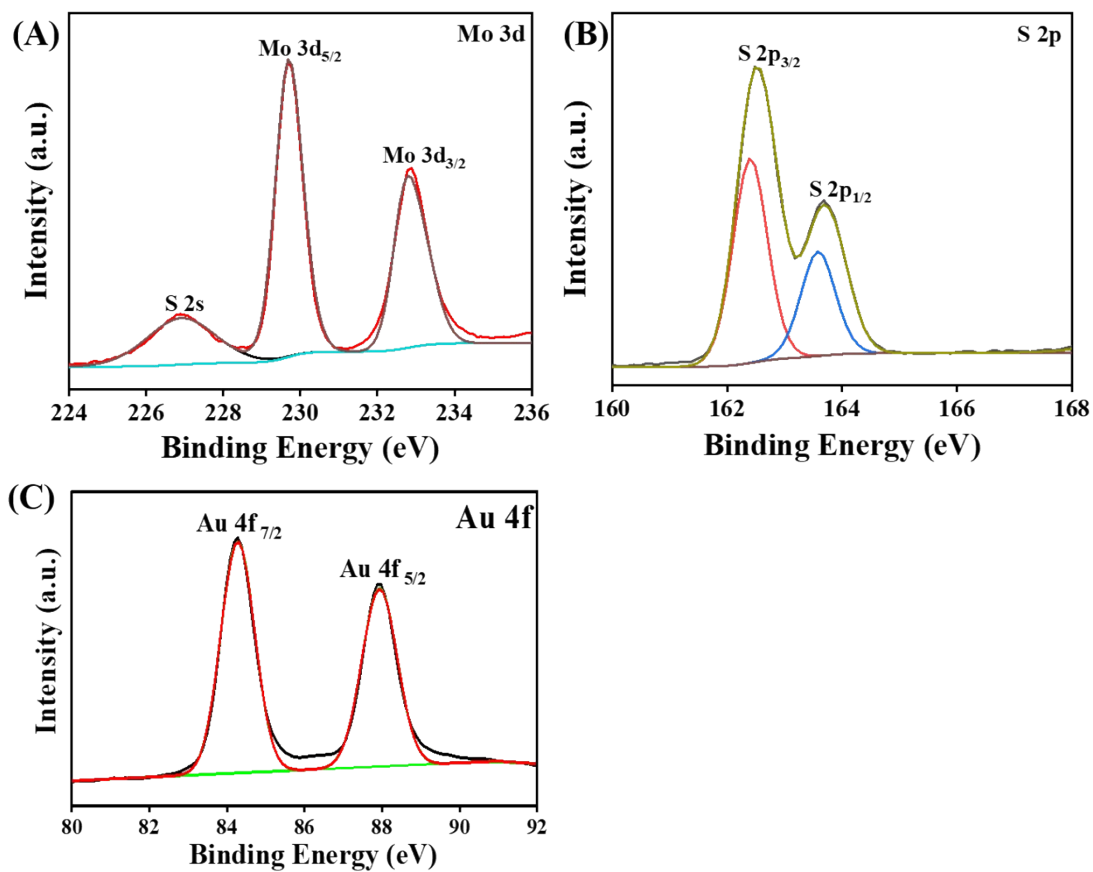 (A)
Mo 3d
Mo 3d5/2
Mo 3d3/2
S 2s
Intensity (a.u.)
224 226 228 230 232 234 236
Binding Energy (eV)
(B)
S 2p
S 2p3/2
S 2p1/2
Intensity (a.u.)
160 162 164 166 168
Binding Energy (eV)
(C)
Au 4f
Au 4f 7/2
Au 4f 5/2
Intensity (a.u.)
80 82 84 86 88 90 92
Binding Energy (eV)